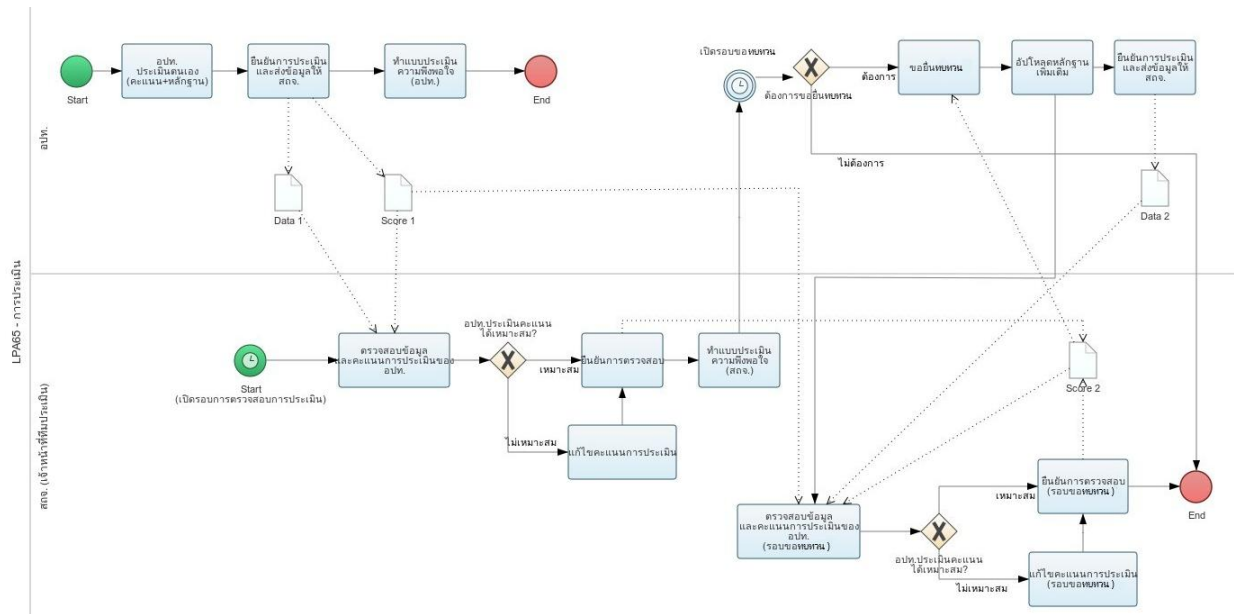 LPA65 - การประเมิน
อปท.
Start
อปท.
ประเมินตนเอง
(คะแนน+หลักฐาน)
ยืนยันการประเมิน
และส่งข้อมูลให้
สถจ.
ทำแบบประเมิน
ความพึงพอใจ
(อปท.)
End
เปิดรอบขอทบทวน
ต้องการขอยื่นทบทวน
ต้องการ
ไม่ต้องการ
ขอยื่นทบทวน
อัปโหลดหลักฐาน
เพิ่มเติม
ยืนยันการประเมิน
และส่งข้อมูลให้
สถจ.
Data 1
Score 1
Data 2
สถจ. (เจ้าหน้าที่ทีมประเมิน)
Start
(เปิดรอบการตรวจสอบการประเมิน)
ตรวจสอบข้อมูล
และคะแนนการประเมินของ
อปท.
อปท.ประเมินคะแนน
ได้เหมาะสม?
เหมาะสม
ไม่เหมาะสม
ยืนยันการตรวจสอบ
แก้ไขคะแนนการประเมิน
ทำแบบประเมิน
ความพึงพอใจ
(สถจ.)
Score 2
ตรวจสอบข้อมูล
และคะแนนการประเมินของ
อปท.
(รอบขอทบทวน )
อปท.ประเมินคะแนน
ได้เหมาะสม?
เหมาะสม
ไม่เหมาะสม
ยืนยันการตรวจสอบ
(รอบขอทบทวน )
แก้ไขคะแนนการประเมิน
(รอบขอทบทวน )
End